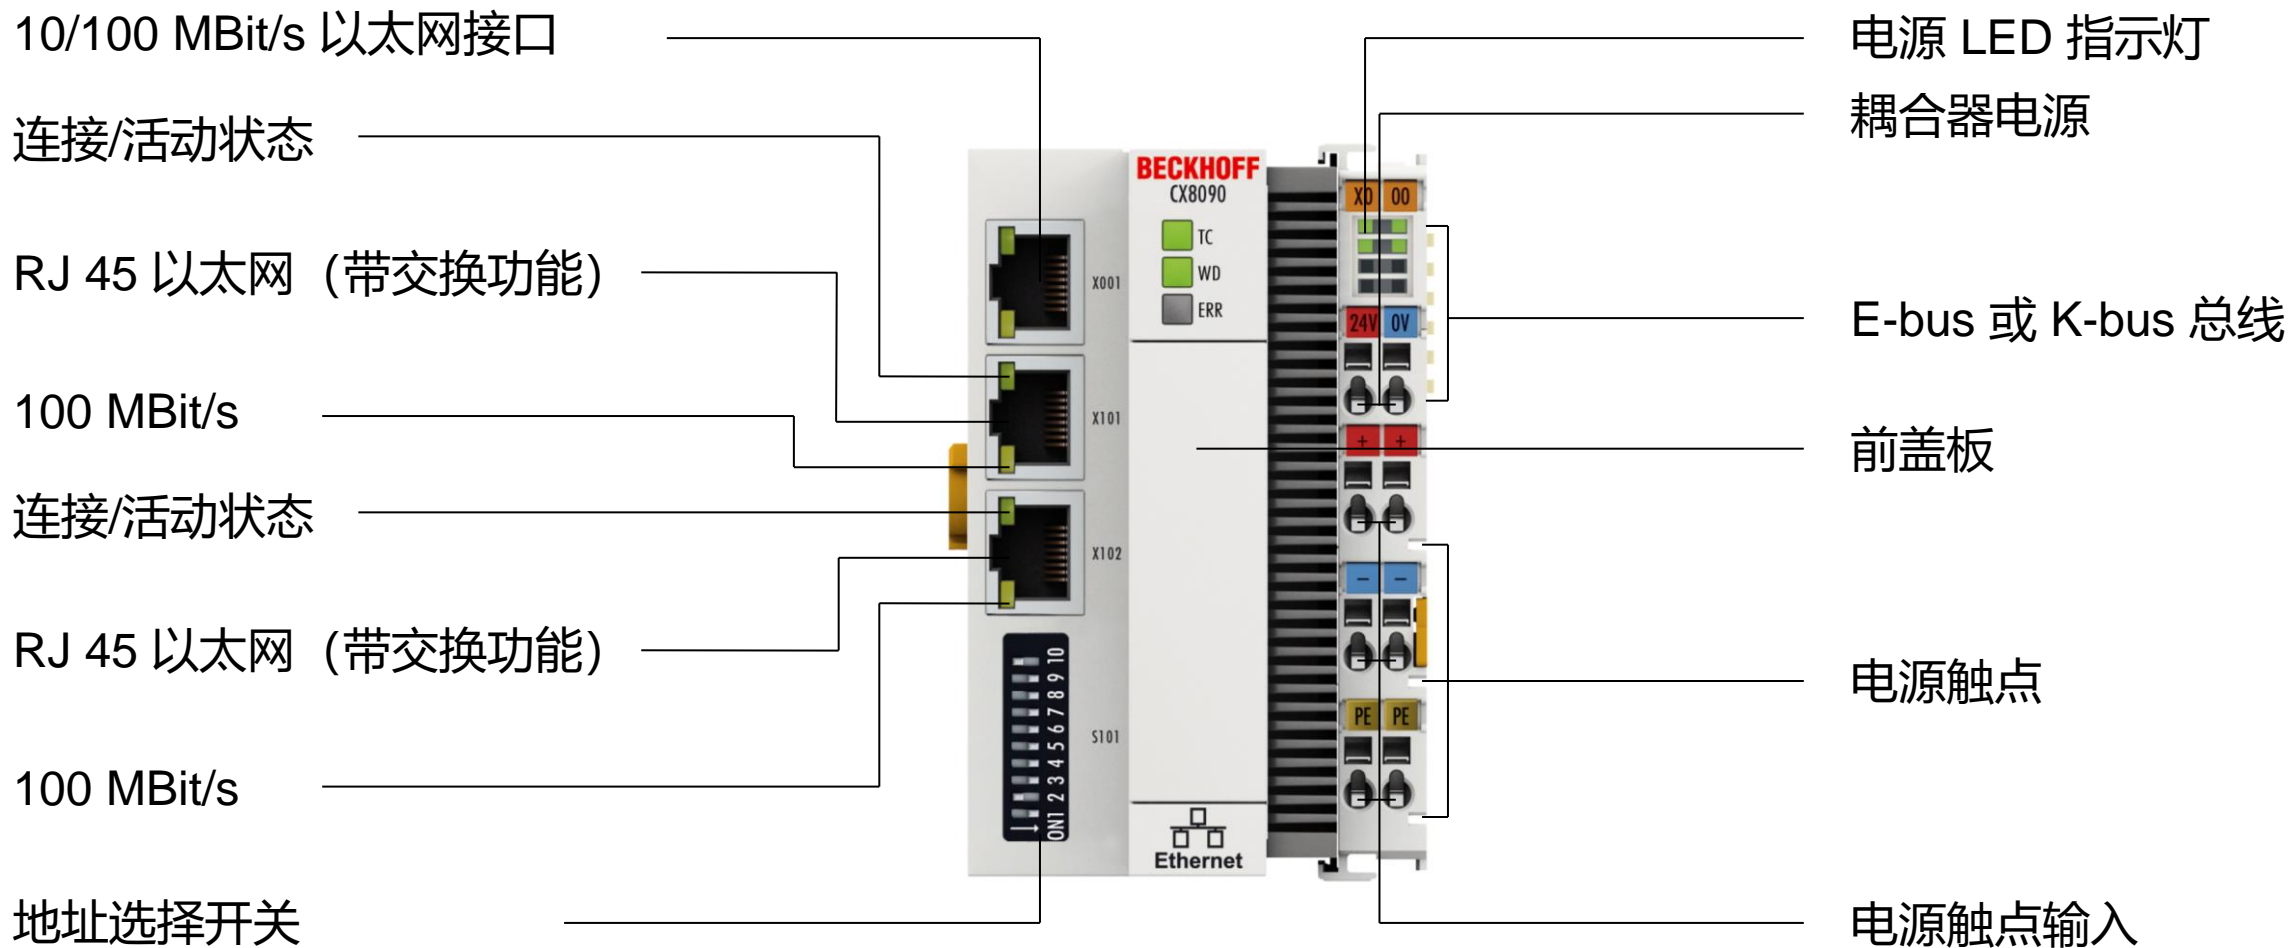 10/100 MBit/s 以太网接口
连接/活动状态
RJ 45 以太网（带交换功能）
100 MBit/s
连接/活动状态
RJ 45 以太网（带交换功能）
100 MBit/s
地址选择开关
BECKHOFF
CX8090
TC
WD
ERR
X001
X101
X102
S101
ON1 2 3 4 5 6 7 8 9 10
Ethernet
X0 00
24V 0V
+ +
− −
PE PE
电源 LED 指示灯
耦合器电源
E-bus 或 K-bus 总线
前盖板
电源触点
电源触点输入